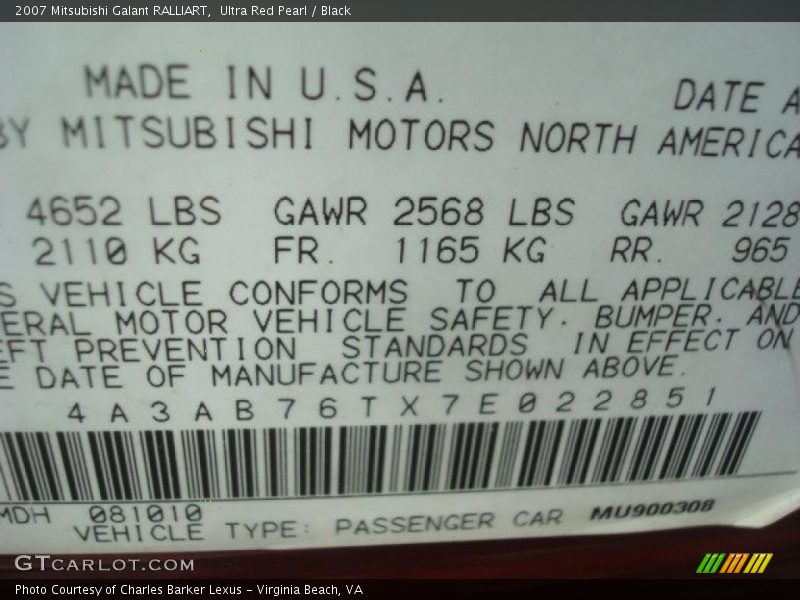 2007 Mitsubishi Galant RALLIART,  Ultra Red Pearl / Black
MADE IN U.S.A. DATE
BY MITSUBISHI MOTORS NORTH AMERICA
4652 LBS GAWR 2568 LBS GAWR 2128
2110 KG FR. 1165 KG RR. 965
VEHICLE CONFORMS TO ALL APPLICABLE
ERAL MOTOR VEHICLE SAFETY. BUMPER. AND
EFT PREVENTION STANDARDS IN EFFECT ON
E DATE OF MANUFACTURE SHOWN ABOVE.
4A3AB76TX7E022851
MDH 081010
VEHICLE TYPE: PASSENGER CAR MU900308
GTCARLOT.COM
Photo Courtesy of Charles Barker Lexus - Virginia Beach, VA